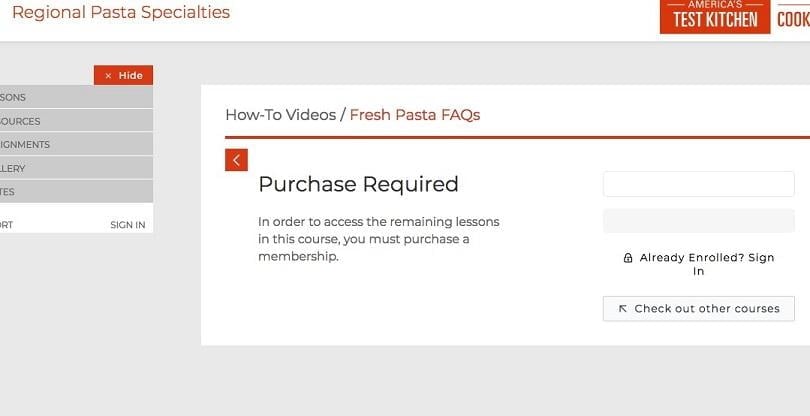 Regional Pasta Specialties
AMERICA'S
TEST KITCHEN
COOK
× Hide
SONS
OURCES
IGNMENTS
LLERY
TES
ORT
SIGN IN
How-To Videos / Fresh Pasta FAQs
Purchase Required
In order to access the remaining lessons
in this course, you must purchase a
membership.
Already Enrolled? Sign
In
Check out other courses